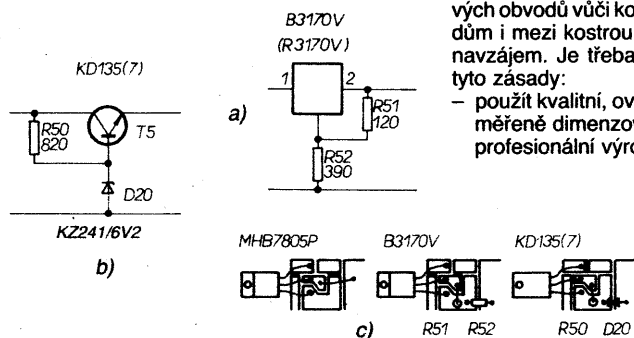 B3170V
(R3170V)
1
2
R51
120
R52
390
a)
KD135(7)
R50
820
T5
D20
KZ241/6V2
b)
vých obvodů vůči ko
dům i mezi kostrou
navzájem. Je třeba
tyto zásady:
– použít kvalitní, ov
měřeně dimenzov
profesionální výro
MHB7805P
B3170V
KD135(7)
c)
R51 R52
R50 D20